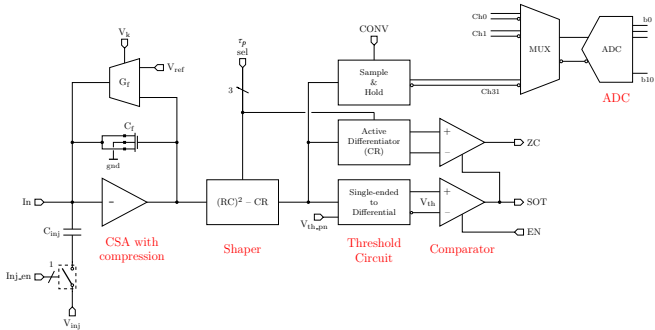 V_k
G_f
V_ref
C_f
gnd
In
−
C_inj
Inj_en
1
V_inj
CSA with
compression
τ_p
sel
3
(RC)² – CR
Shaper
CONV
Sample
&
Hold
Active
Differentiator
(CR)
Single-ended
to
Differential
V_th_pn
Threshold
Circuit
V_th
+
−
+
−
Comparator
ZC
SOT
EN
Ch0
Ch1
Ch31
MUX
ADC
b0
b10
ADC